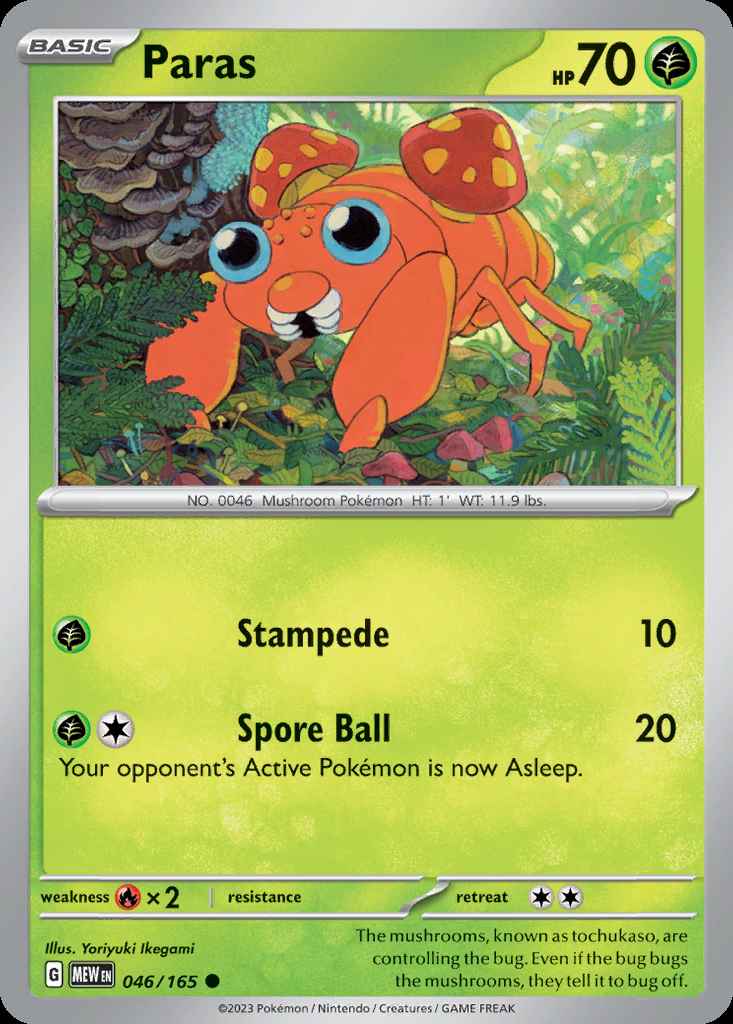 BASIC
Paras
HP 70
NO. 0046 Mushroom Pokémon HT: 1' WT: 11.9 lbs.
Stampede 10
Spore Ball 20
Your opponent's Active Pokémon is now Asleep.
weakness ×2 resistance retreat
Illus. Yoriyuki Ikegami
The mushrooms, known as tochukaso, are
controlling the bug. Even if the bug bugs
the mushrooms, they tell it to bug off.
G MEW EN 046/165
©2023 Pokémon / Nintendo / Creatures / GAME FREAK